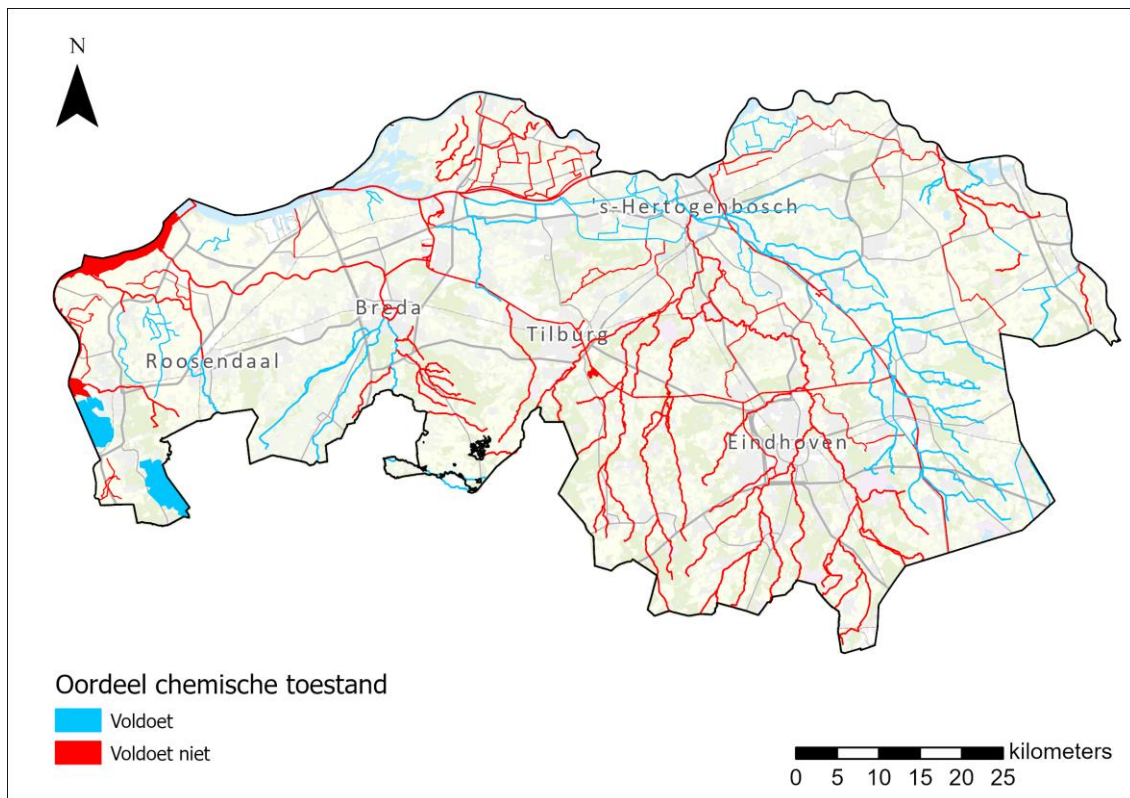 N
's-Hertogenbosch
Breda
Tilburg
Roosendaal
Eindhoven
Oordeel chemische toestand
Voldoet
Voldoet niet
kilometers
0 5 10 15 20 25